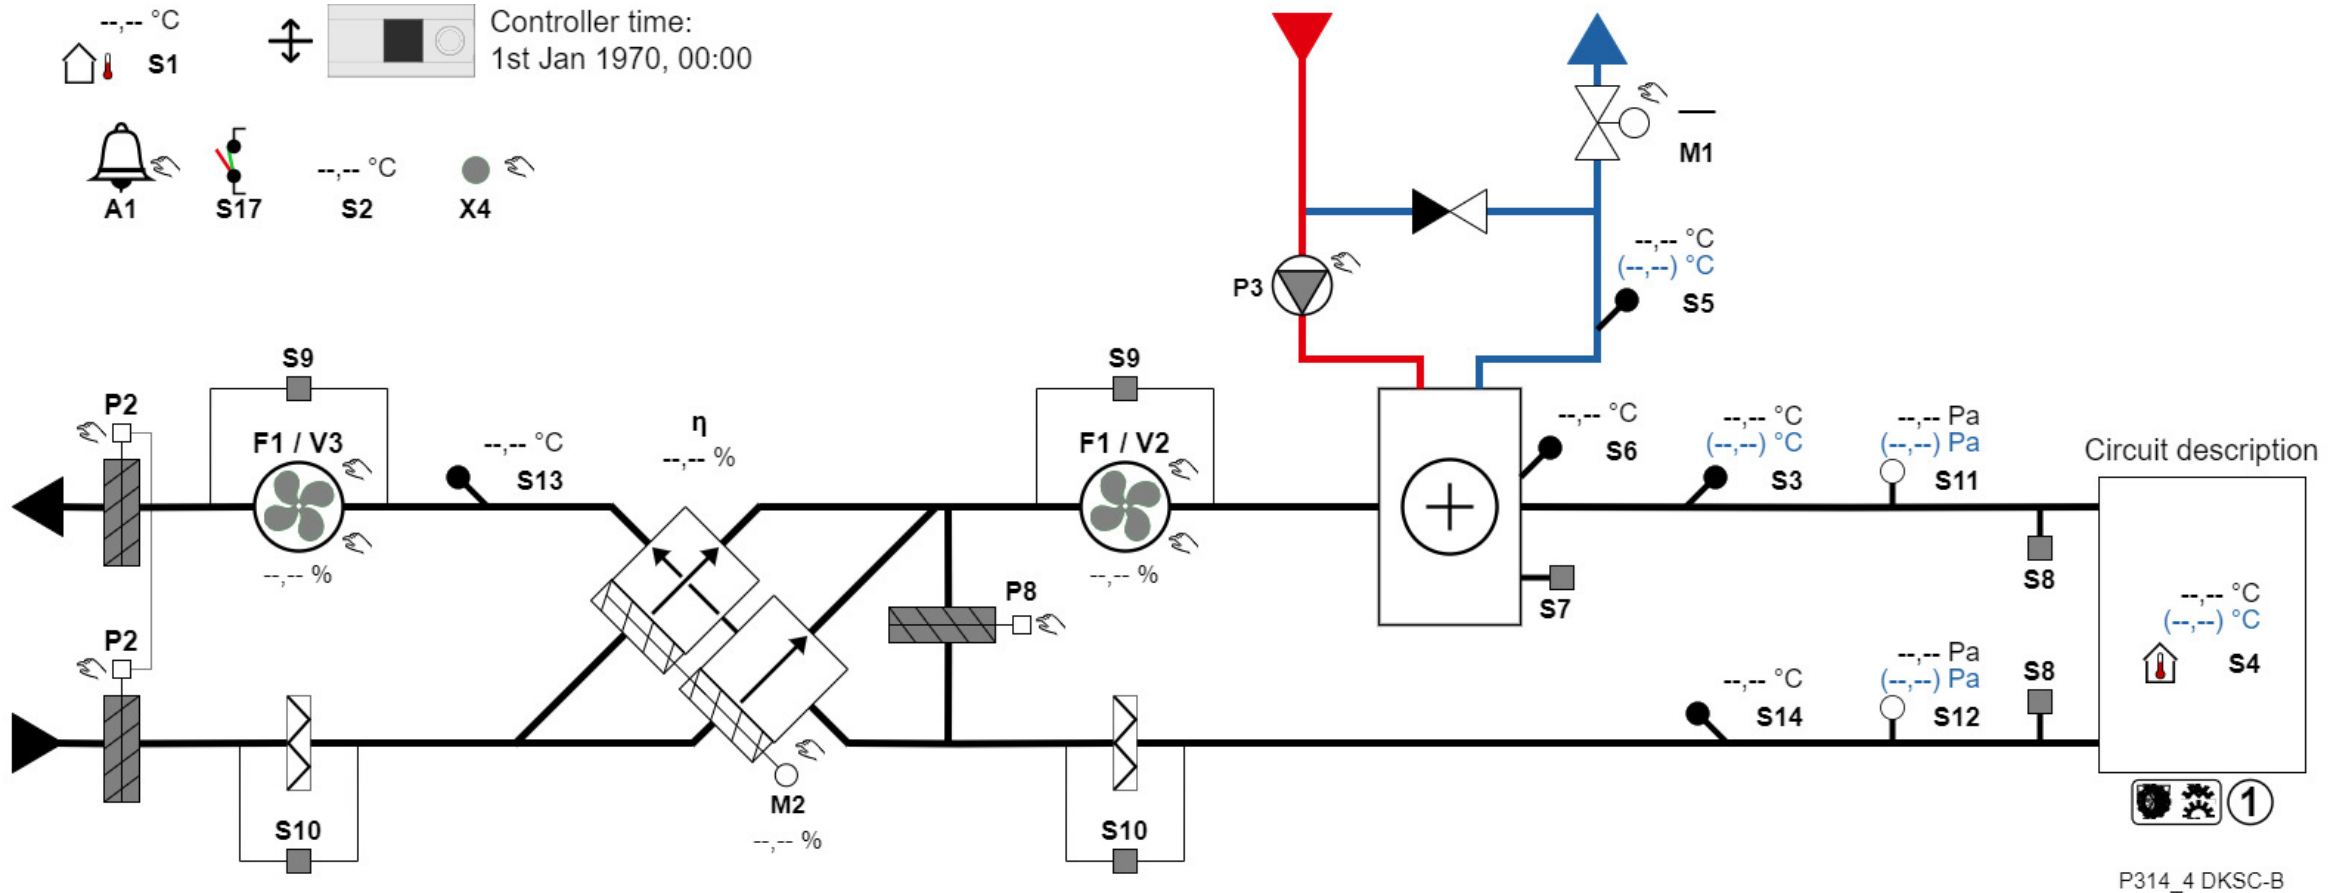 --,-- °C
S1
Controller time:
1st Jan 1970, 00:00
A1
S17
--,-- °C
S2
X4
M1
--,-- °C
(--,--) °C
S5
P3
S9
P2
F1 / V3
--,-- %
--,-- °C
S13
η
--,-- %
S9
F1 / V2
--,-- %
--,-- °C
S6
S7
--,-- °C
(--,--) °C
S3
--,-- Pa
(--,--) Pa
S11
S8
Circuit description
--,-- °C
(--,--) °C
S4
P2
S10
P8
M2
--,-- %
S10
--,-- °C
S14
--,-- Pa
(--,--) Pa
S12
S8
1
P314_4 DKSC-B